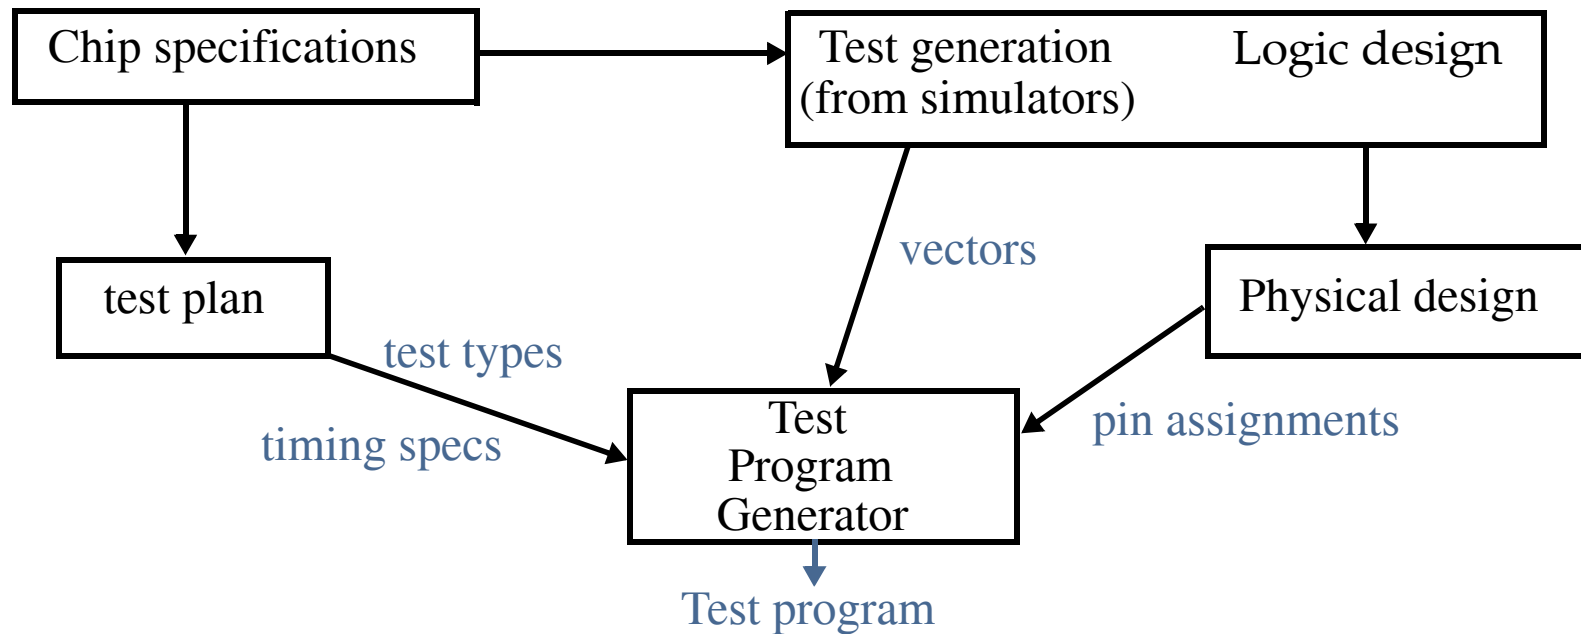 Chip specifications
Test generation
(from simulators)
Logic design
vectors
test plan
Physical design
test types
timing specs
pin assignments
Test
Program
Generator
Test program